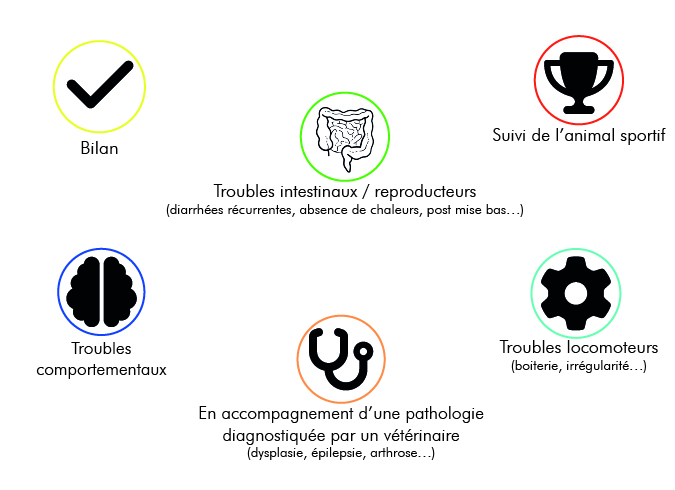 Bilan
Troubles intestinaux / reproducteurs
(diarrhées récurrentes, absence de chaleurs, post mise bas…)
Suivi de l'animal sportif
Troubles
comportementaux
En accompagnement d'une pathologie
diagnostiquée par un vétérinaire
(dysplasie, épilepsie, arthrose…)
Troubles locomoteurs
(boiterie, irrégularité…)